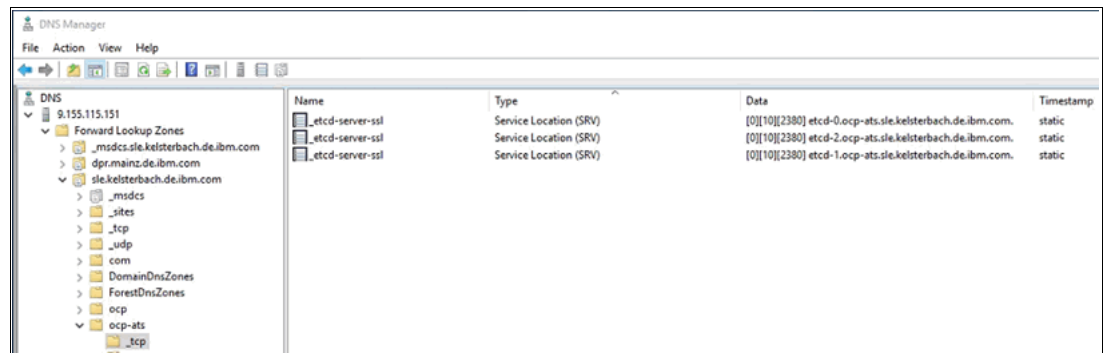 DNS Manager
File Action View Help
DNS
9.155.115.151
Forward Lookup Zones
_msdcs.sle.kelsterbach.de.ibm.com
dpr.mainz.de.ibm.com
sle.kelsterbach.de.ibm.com
_msdcs
_sites
_tcp
_udp
com
DomainDnsZones
ForestDnsZones
ocp
ocp-ats
_tcp
Name Type Data Timestamp
_etcd-server-ssl Service Location (SRV) [0][10][2380] etcd-0.ocp-ats.sle.kelsterbach.de.ibm.com. static
_etcd-server-ssl Service Location (SRV) [0][10][2380] etcd-2.ocp-ats.sle.kelsterbach.de.ibm.com. static
_etcd-server-ssl Service Location (SRV) [0][10][2380] etcd-1.ocp-ats.sle.kelsterbach.de.ibm.com. static